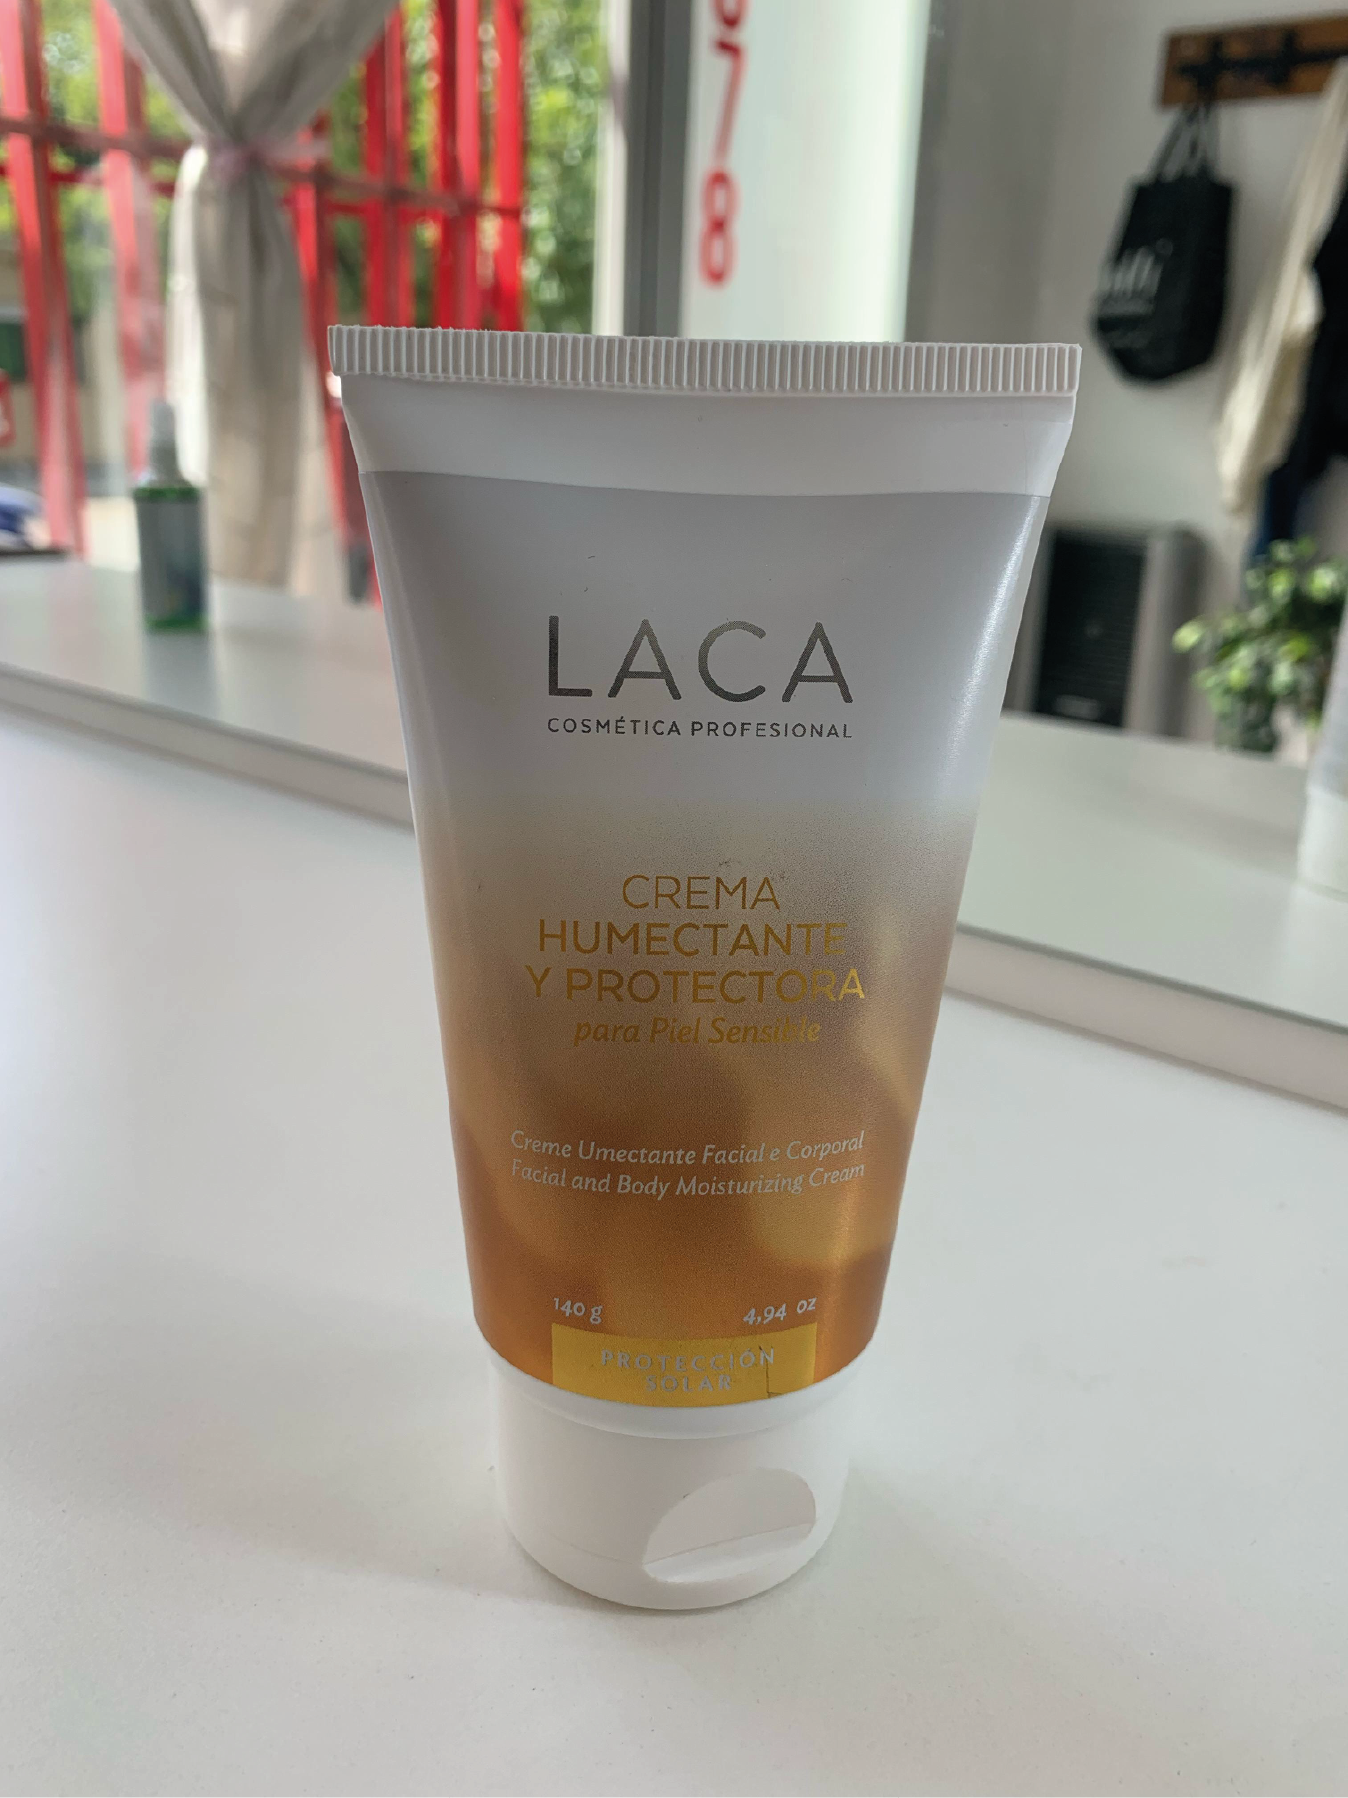 78
LACA
COSMÉTICA PROFESIONAL
CREMA
HUMECTANTE
Y PROTECTORA
para Piel Sensible
Creme Umectante Facial e Corporal
Facial and Body Moisturizing Cream
140 g 4,94 oz
PROTECCIÓN
SOLAR